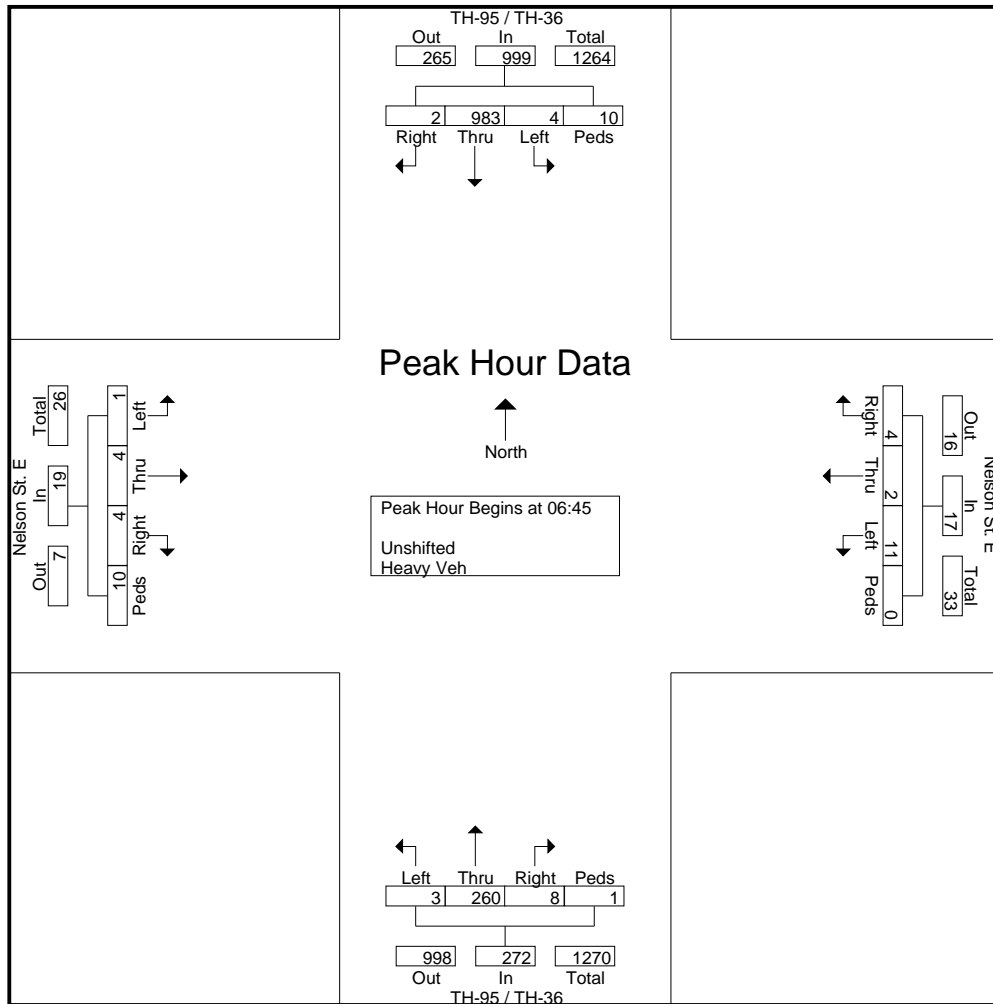 TH-95 / TH-36
Out In Total
265 999 1264
2 983 4 10
Right Thru Left Peds
Peak Hour Data
North
Peak Hour Begins at 06:45
Unshifted
Heavy Veh
Nelson St. E
Total In Out
26 19 7
1 4 4 10
Left Thru Right Peds
Right Thru Left Peds
4 2 11 0
Out In Total
16 17 33
Nelson St. E
Left Thru Right Peds
3 260 8 1
998 272 1270
Out In Total
TH-95 / TH-36